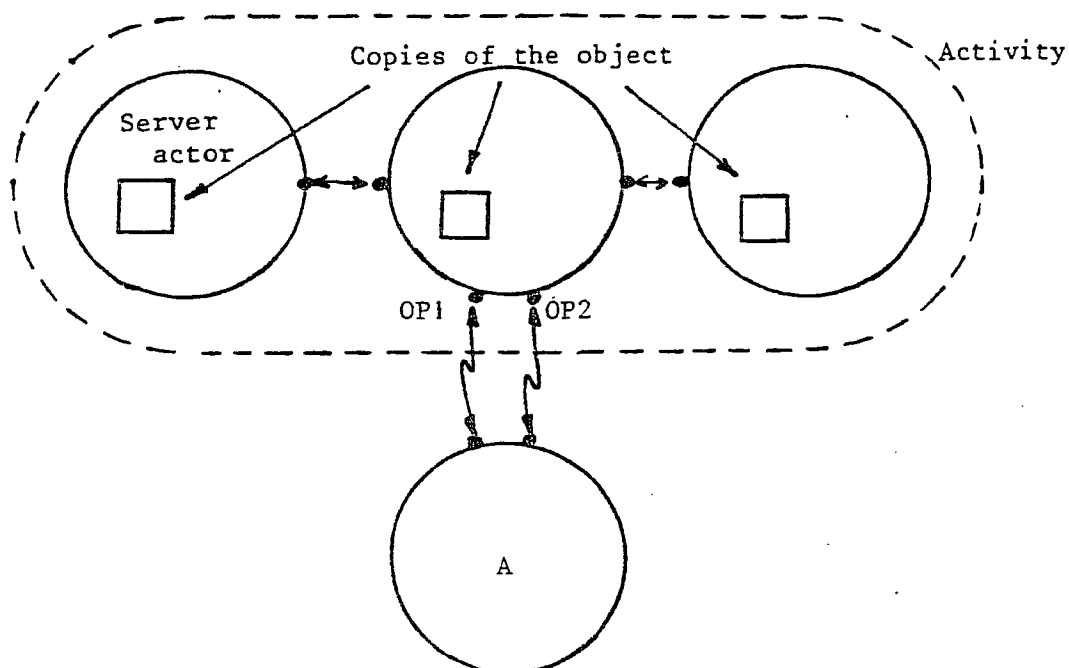 Copies of the object
Activity
Server
actor
OP1
OP2
A